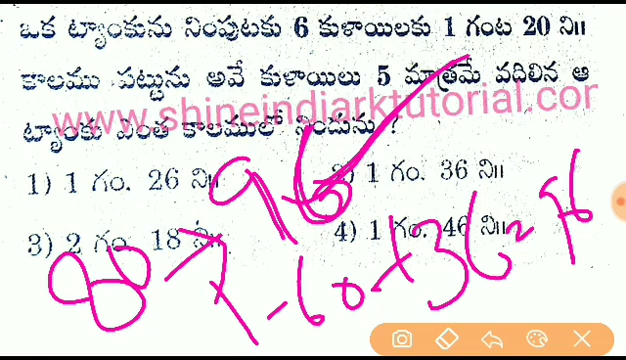 ఒక ట్యాంకును నింపుటకు 6 కుళాయిలకు 1 గంట 20 ని॥
కాలము పట్టును అవే కుళాయిలు 5 మాత్రమే వదిలిన ఆ
www.shineindiarktutorial.com
ట్యాంకు ఎంత కాలములో నిండును ?
1) 1 గం. 26 ని॥
2) 1 గం. 36 ని॥
3) 2 గం. 18 ని॥
4) 1 గం. 46 ని॥
96
80
60+36=96